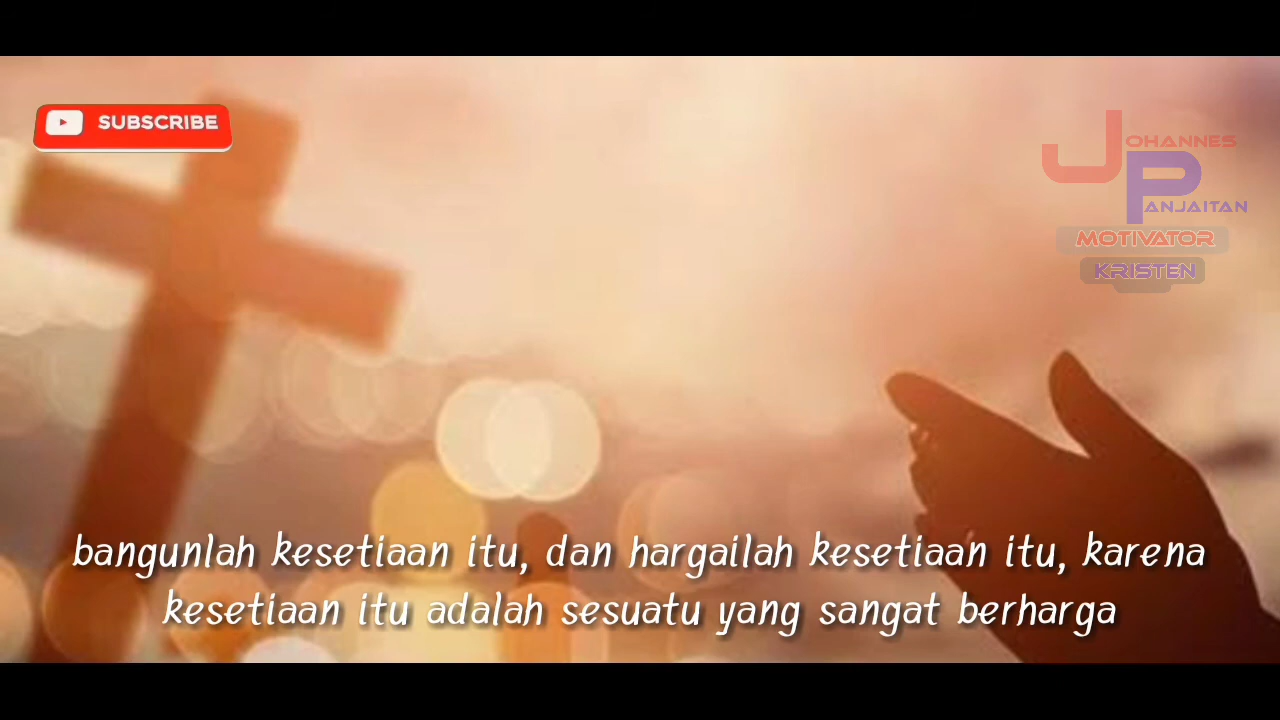 SUBSCRIBE
JOHANNES
PANJAITAN
MOTIVATOR
KRISTEN
bangunlah kesetiaan itu, dan hargailah kesetiaan itu, karena
kesetiaan itu adalah sesuatu yang sangat berharga